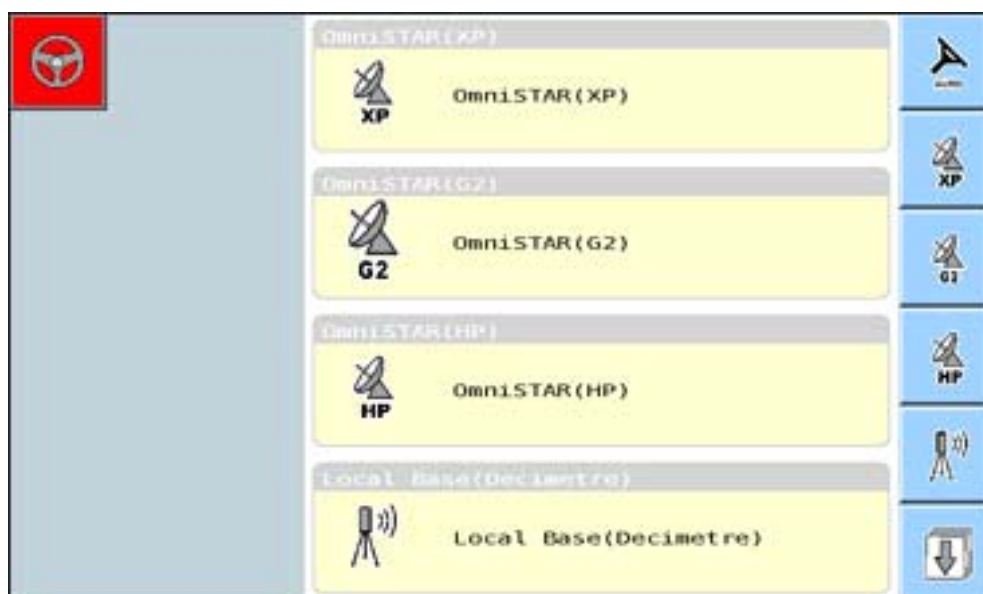 OmniSTAR(XP)
XP
OmniSTAR(XP)
OmniSTAR(G2)
G2
OmniSTAR(G2)
OmniSTAR(HP)
HP
OmniSTAR(HP)
Local Base(Decimetre)
Local Base(Decimetre)
XP
G2
HP